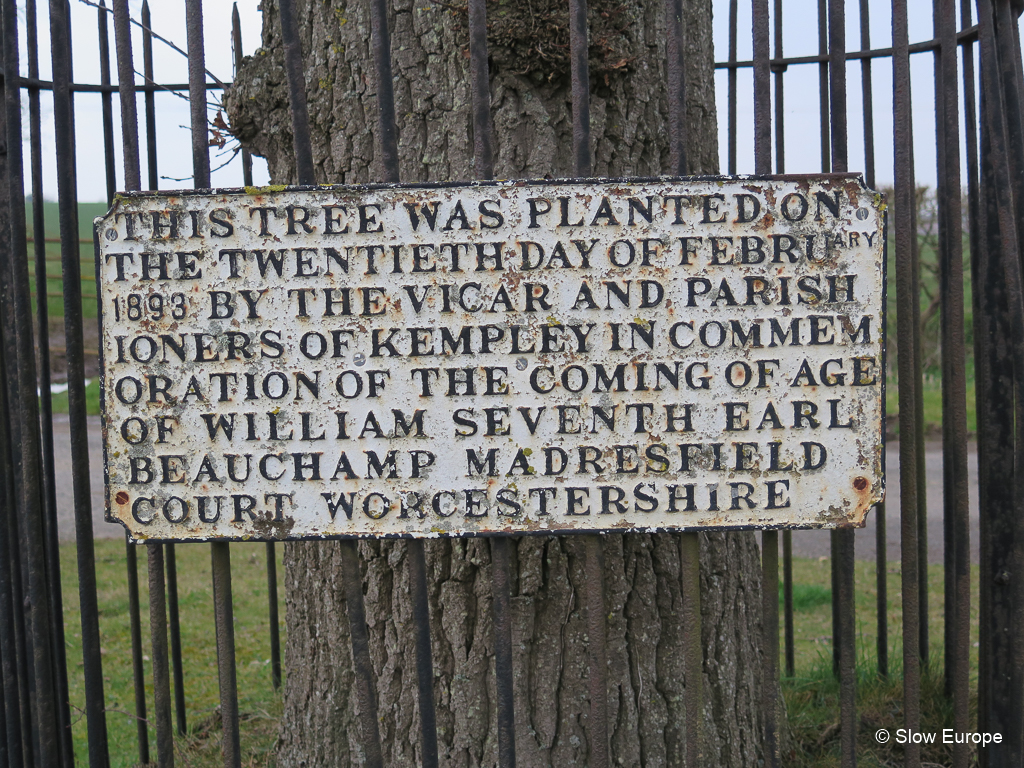 THIS TREE WAS PLANTED ON
THE TWENTIETH DAY OF FEBRUARY
1893 BY THE VICAR AND PARISH
IONERS OF KEMPLEY IN COMMEM
ORATION OF THE COMING OF AGE
OF WILLIAM SEVENTH EARL
BEAUCHAMP MADRESFIELD
COURT WORCESTERSHIRE
© Slow Europe